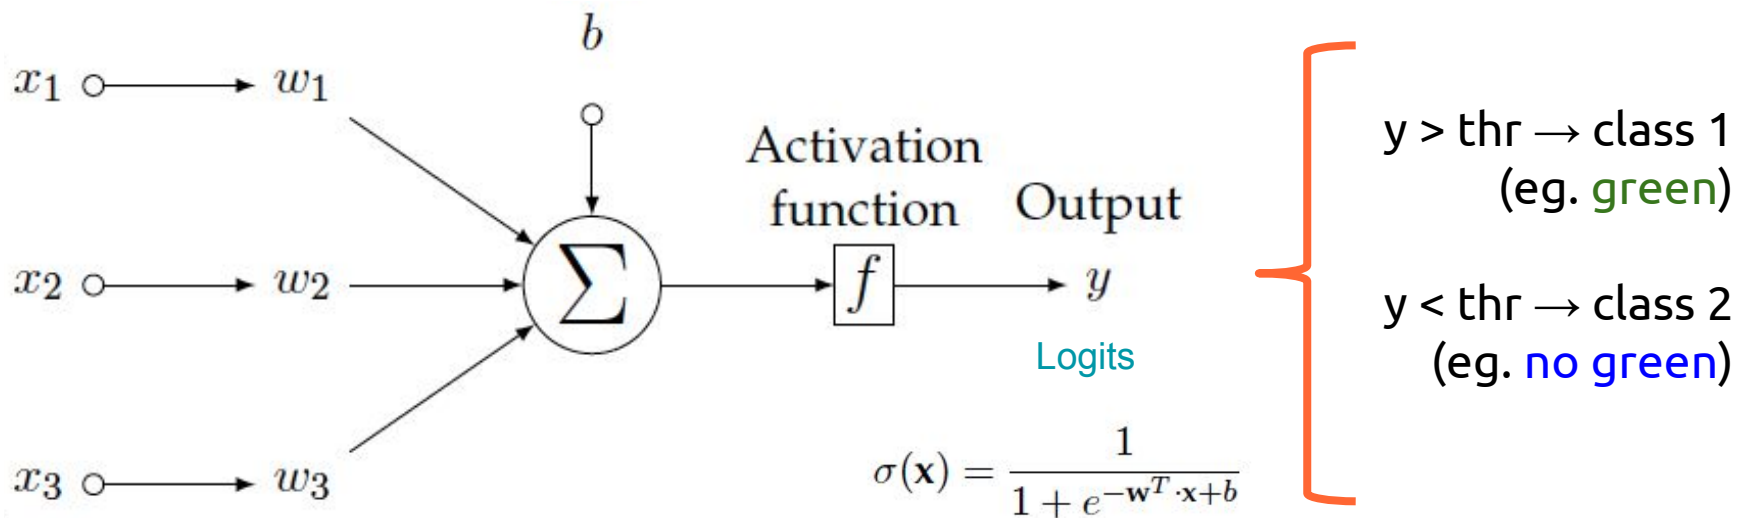 b
x₁ w₁
Activation
function
Output
x₂ w₂ Σ f y
Logits
x₃ w₃
σ(x) = 1 / (1 + e^(−wᵀ·x+b))
y > thr → class 1
(eg. green)
y < thr → class 2
(eg. no green)